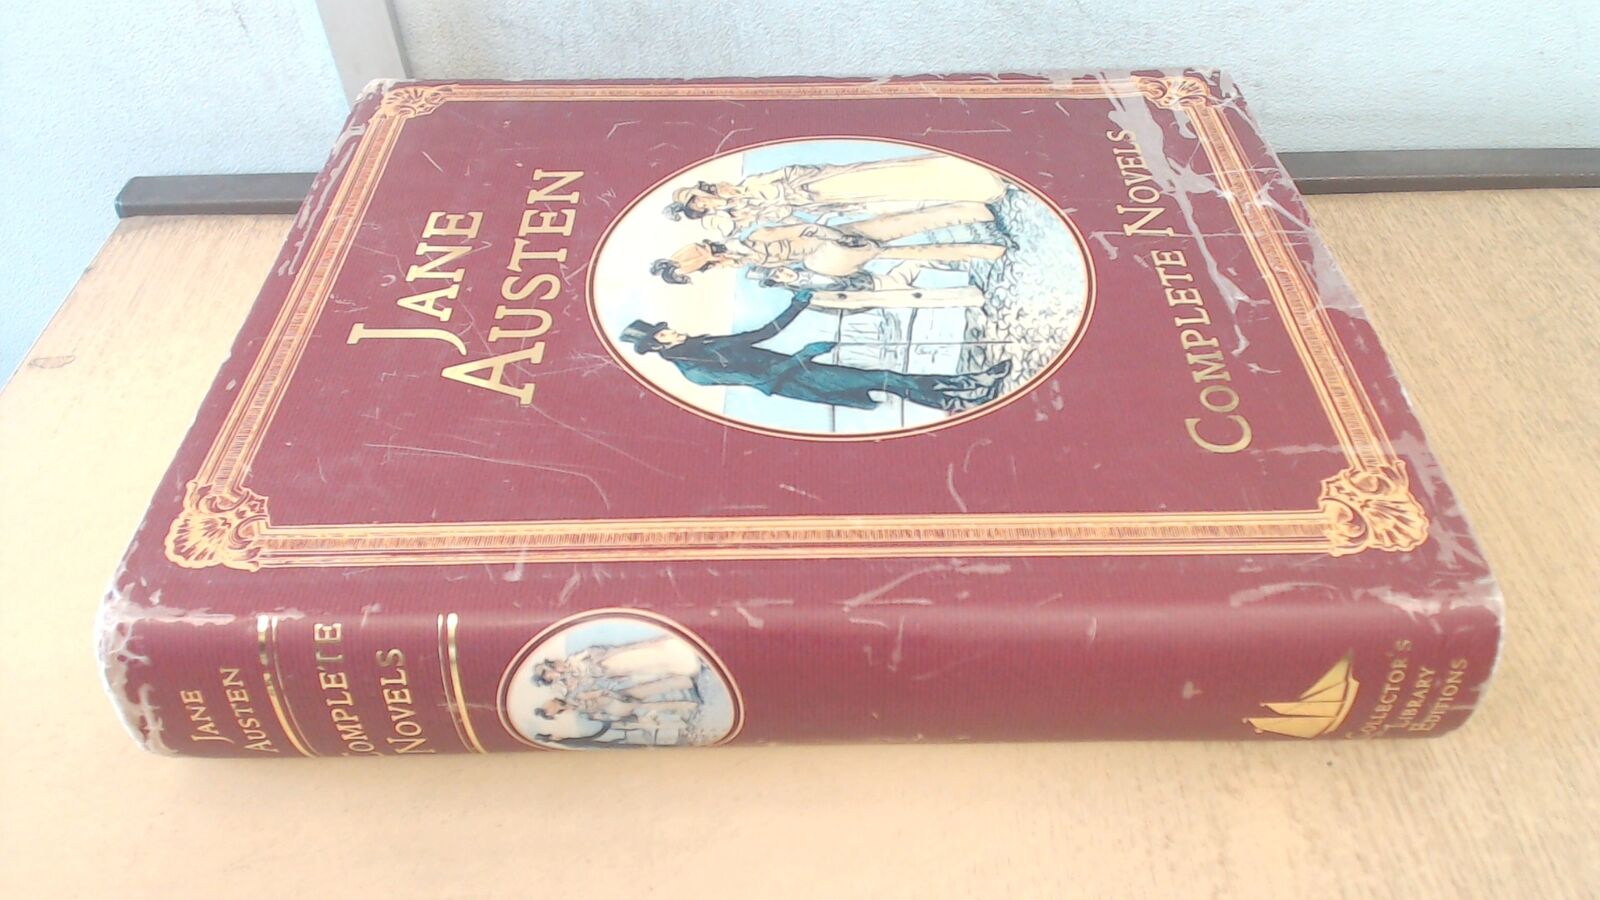 JANE
AUSTEN
COMPLETE NOVELS
JANE
AUSTEN
COMPLETE
NOVELS
COLLECTOR'S
LIBRARY
EDITIONS